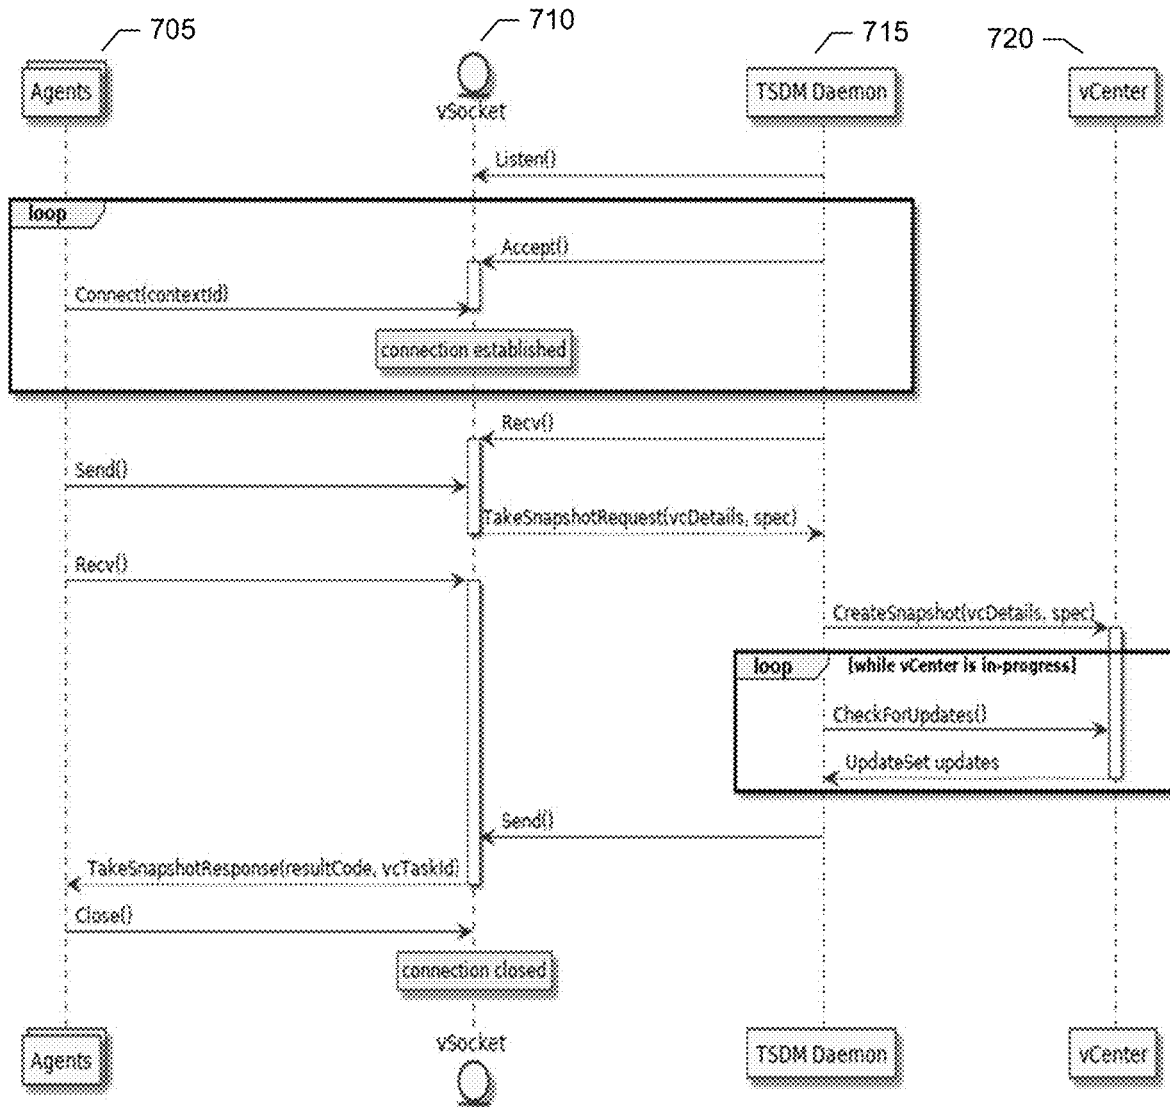 705
710
715
720
Agents
vSocket
TSDM Daemon
vCenter
Listen()
loop
Accept()
Connect(contextId)
connection established
Recv()
Send()
TakeSnapshotRequest(vcDetails, spec)
Recv()
CreateSnapshot(vcDetails, spec)
loop [while vCenter is in-progress]
CheckForUpdates()
UpdateSet updates
Send()
TakeSnapshotResponse(resultCode, vcTaskId)
Close()
connection closed
Agents
vSocket
TSDM Daemon
vCenter